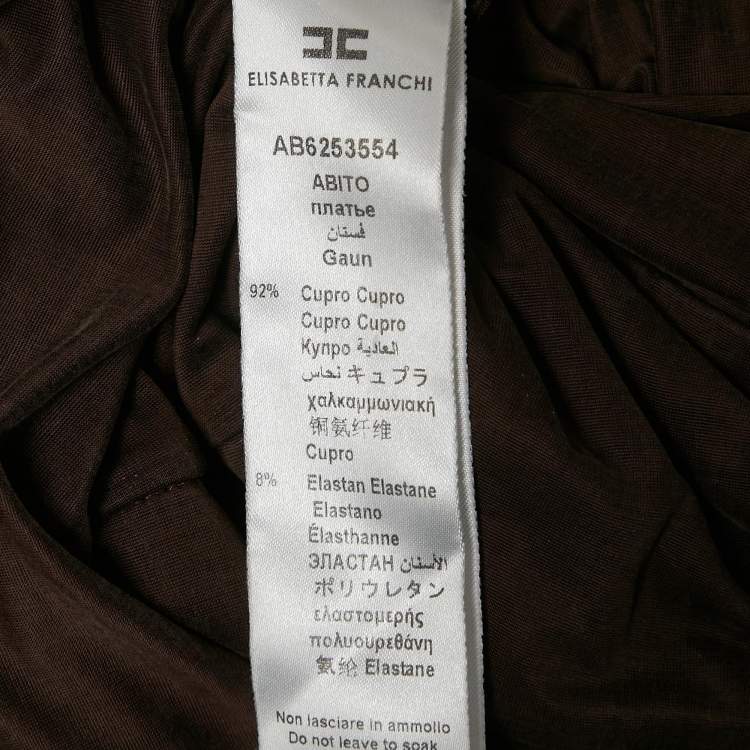 ELISABETTA FRANCHI
AB6253554
ABITO
платье
فستان
Gaun
92% Cupro Cupro
Cupro Cupro
Купро العادية
نحاس キュプラ
χαλκαμμωνιακή
铜氨纤维
Cupro
8% Elastan Elastane
Elastano
Élasthanne
ЭЛАСТАН الأستان
ポリウレタン
ελαστομερής
πολυουρεθάνη
氨纶 Elastane
Non lasciare in ammollo
Do not leave to soak